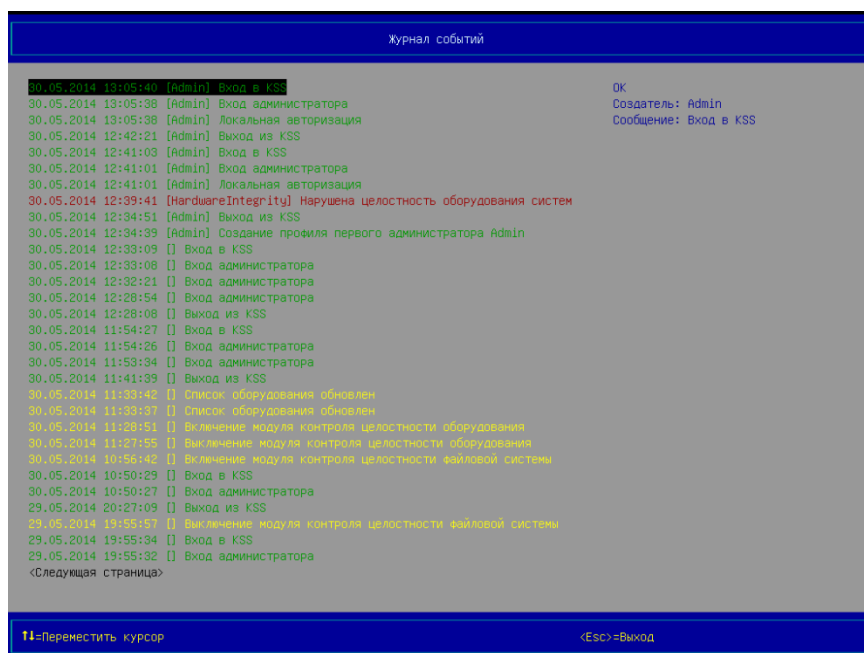 Журнал событий
30.05.2014 13:05:40 [Admin] Вход в KSS
30.05.2014 13:05:38 [Admin] Вход администратора
30.05.2014 13:05:38 [Admin] Локальная авторизация
30.05.2014 12:42:21 [Admin] Выход из KSS
30.05.2014 12:41:03 [Admin] Вход в KSS
30.05.2014 12:41:01 [Admin] Вход администратора
30.05.2014 12:41:01 [Admin] Локальная авторизация
30.05.2014 12:39:41 [HardwareIntegrity] Нарушена целостность оборудования систем
30.05.2014 12:34:51 [Admin] Выход из KSS
30.05.2014 12:34:39 [Admin] Создание профиля первого администратора Admin
30.05.2014 12:33:09 [] Вход в KSS
30.05.2014 12:33:08 [] Вход администратора
30.05.2014 12:32:21 [] Вход администратора
30.05.2014 12:28:54 [] Вход администратора
30.05.2014 12:28:08 [] Выход из KSS
30.05.2014 11:54:27 [] Вход в KSS
30.05.2014 11:54:26 [] Вход администратора
30.05.2014 11:53:34 [] Вход администратора
30.05.2014 11:41:39 [] Выход из KSS
30.05.2014 11:33:42 [] Список оборудования обновлен
30.05.2014 11:33:37 [] Список оборудования обновлен
30.05.2014 11:28:51 [] Включение модуля контроля целостности оборудования
30.05.2014 11:27:55 [] Выключение модуля контроля целостности оборудования
30.05.2014 10:56:42 [] Включение модуля контроля целостности файловой системы
30.05.2014 10:50:29 [] Вход в KSS
30.05.2014 10:50:27 [] Вход администратора
29.05.2014 20:27:09 [] Выход из KSS
29.05.2014 19:55:57 [] Выключение модуля контроля целостности файловой системы
29.05.2014 19:55:34 [] Вход в KSS
29.05.2014 19:55:32 [] Вход администратора
<Следующая страница>
OK
Создатель: Admin
Сообщение: Вход в KSS
↑↓=Переместить курсор
<Esc>=Выход